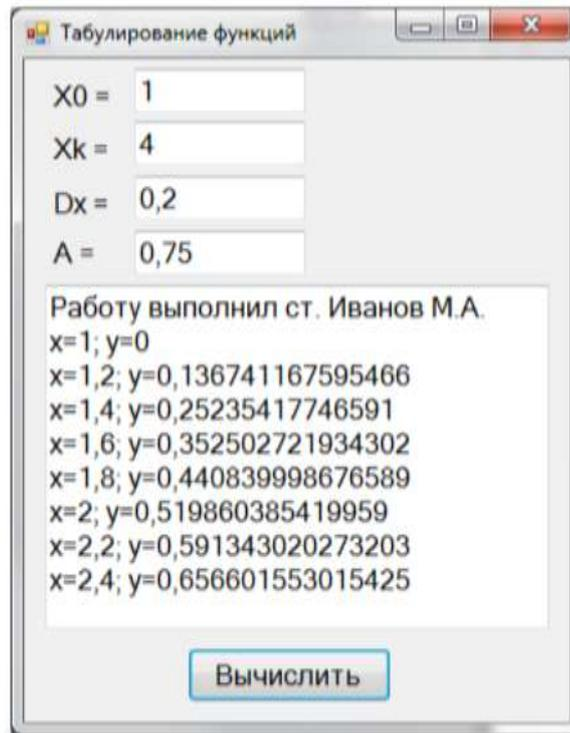 Табулирование функций
X0 = 1
Xk = 4
Dx = 0,2
A = 0,75
Работу выполнил ст. Иванов М.А.
x=1; y=0
x=1,2; y=0,136741167595466
x=1,4; y=0,25235417746591
x=1,6; y=0,352502721934302
x=1,8; y=0,440839998676589
x=2; y=0,519860385419959
x=2,2; y=0,591343020273203
x=2,4; y=0,656601553015425
Вычислить